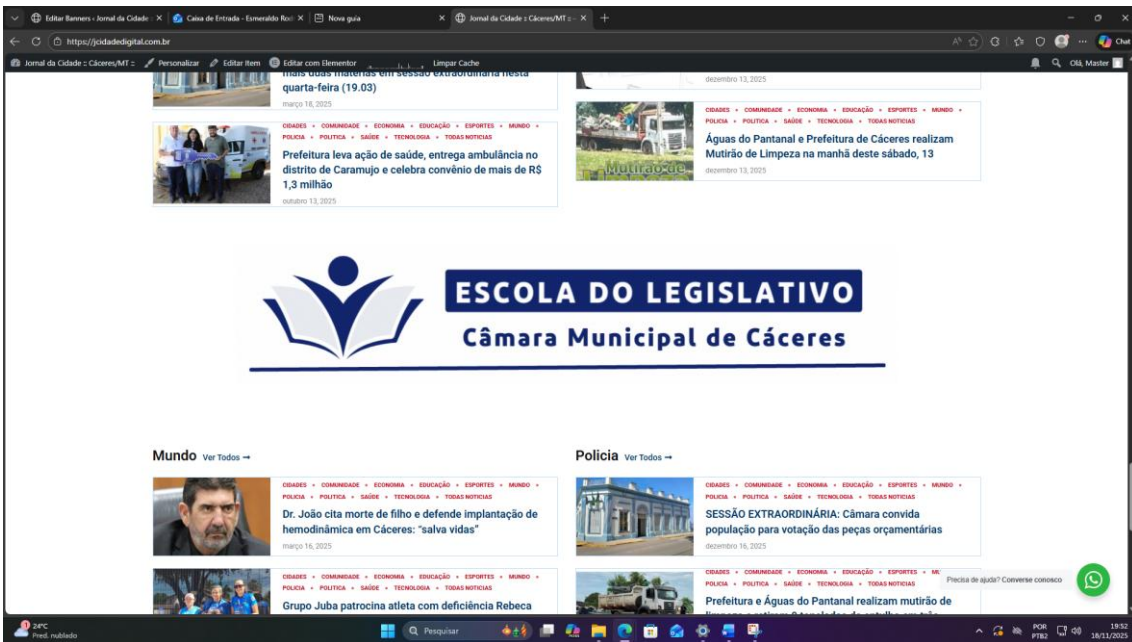 Editar Banners ‹ Jornal da Cidade :
Caixa de Entrada - Esmeraldo Rod
Nova guia
Jornal da Cidade :: Cáceres/MT :: -
https://jcidadedigital.com.br
Chat
Jornal da Cidade :: Cáceres/MT ::
Personalizar
Editar Item
Editar com Elementor
Limpar Cache
Olá, Master
mais duas matérias em sessão extraordinária nesta
quarta-feira (19.03)
março 18, 2025
CIDADES • COMUNIDADE • ECONOMIA • EDUCAÇÃO • ESPORTES • MUNDO •
POLICIA • POLITICA • SAÚDE • TECNOLOGIA • TODAS NOTICIAS
Prefeitura leva ação de saúde, entrega ambulância no
distrito de Caramujo e celebra convênio de mais de R$
1,3 milhão
outubro 13, 2025
dezembro 13, 2025
CIDADES • COMUNIDADE • ECONOMIA • EDUCAÇÃO • ESPORTES • MUNDO •
POLICIA • POLITICA • SAÚDE • TECNOLOGIA • TODAS NOTICIAS
Águas do Pantanal e Prefeitura de Cáceres realizam
Mutirão de Limpeza na manhã deste sábado, 13
dezembro 13, 2025
Mutirão de
ESCOLA DO LEGISLATIVO
Câmara Municipal de Cáceres
Mundo Ver Todos →
CIDADES • COMUNIDADE • ECONOMIA • EDUCAÇÃO • ESPORTES • MUNDO •
POLICIA • POLITICA • SAÚDE • TECNOLOGIA • TODAS NOTICIAS
Dr. João cita morte de filho e defende implantação de
hemodinâmica em Cáceres: “salva vidas”
março 16, 2025
CIDADES • COMUNIDADE • ECONOMIA • EDUCAÇÃO • ESPORTES • MUNDO •
POLICIA • POLITICA • SAÚDE • TECNOLOGIA • TODAS NOTICIAS
Grupo Juba patrocina atleta com deficiência Rebeca
Policia Ver Todos →
CIDADES • COMUNIDADE • ECONOMIA • EDUCAÇÃO • ESPORTES • MUNDO •
POLICIA • POLITICA • SAÚDE • TECNOLOGIA • TODAS NOTICIAS
SESSÃO EXTRAORDINÁRIA: Câmara convida
população para votação das peças orçamentárias
dezembro 16, 2025
CIDADES • COMUNIDADE • ECONOMIA • EDUCAÇÃO • ESPORTES •
POLICIA • POLITICA • SAÚDE • TECNOLOGIA • TODAS NOTICIAS
Prefeitura e Águas do Pantanal realizam mutirão de
Precisa de ajuda? Converse conosco
24°C
Pred. nublado
Pesquisar
POR
PTB2
19:52